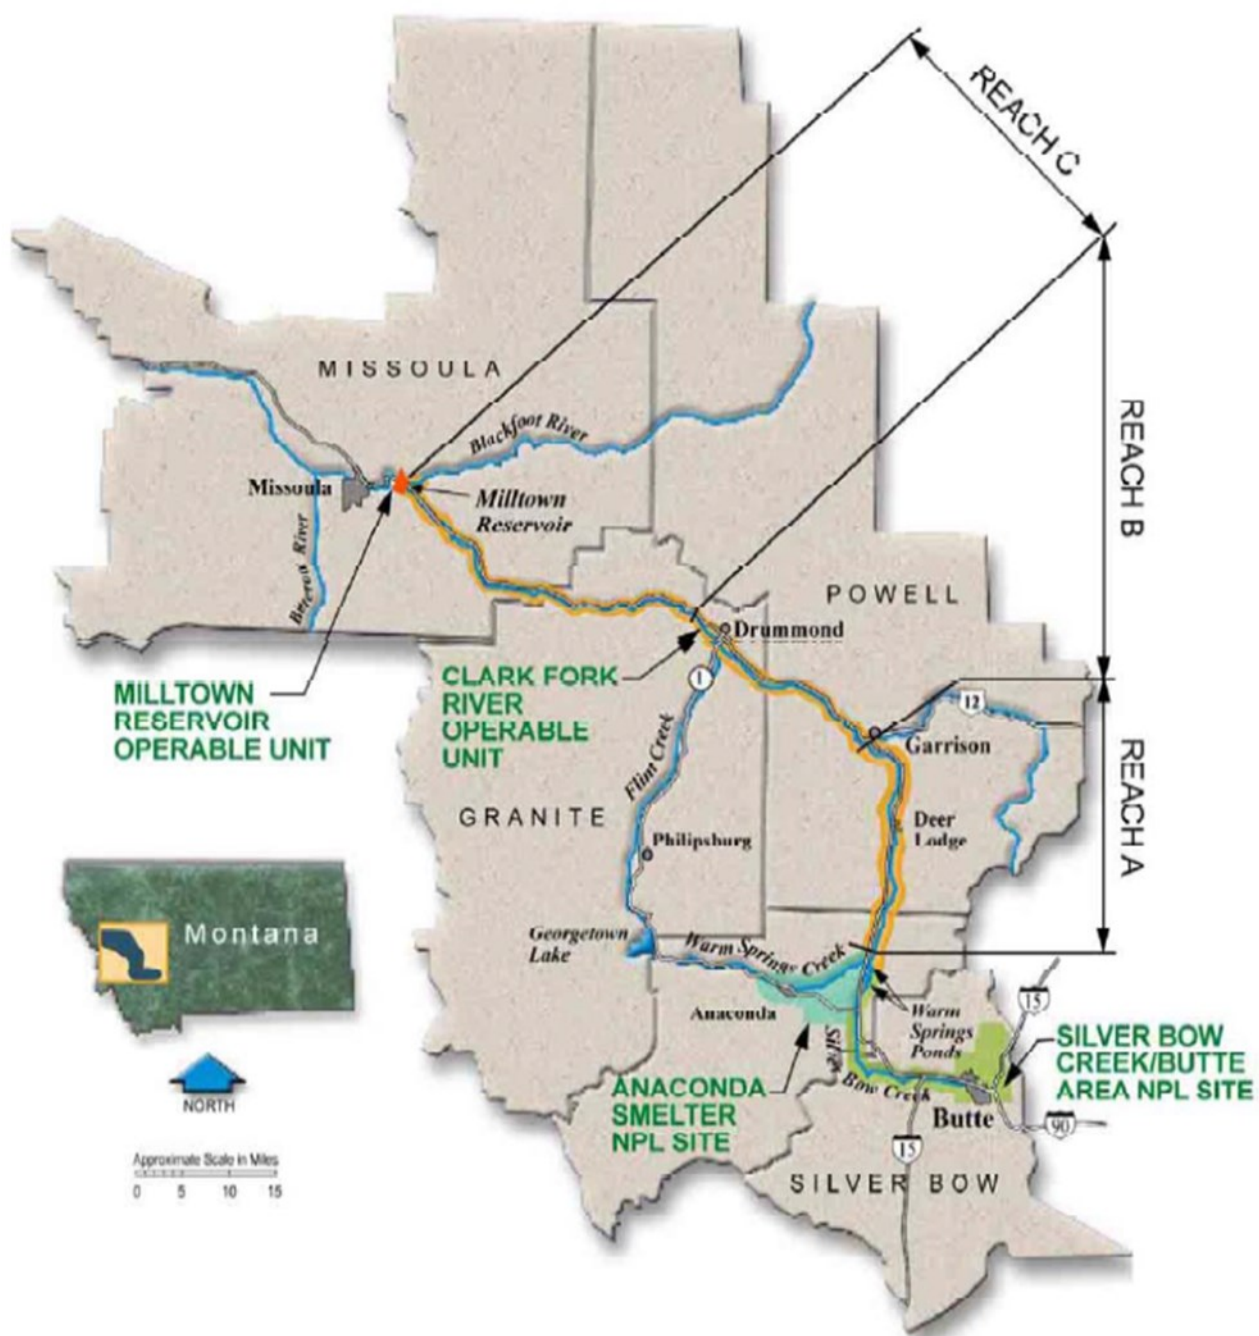 REACH C
REACH B
REACH A
MISSOULA
Blackfoot River
Missoula
Milltown
Reservoir
Bitterroot River
POWELL
Drummond
MILLTOWN
RESERVOIR
OPERABLE UNIT
CLARK FORK
RIVER
OPERABLE
UNIT
1
12
Garrison
Flint Creek
GRANITE
Deer
Lodge
Philipsburg
Montana
Georgetown
Lake
Warm Springs Creek
Anaconda
Warm
Springs
Ponds
15
SILVER BOW
CREEK/BUTTE
AREA NPL SITE
Silver
Bow Creek
ANACONDA
SMELTER
NPL SITE
Butte
90
15
SILVER BOW
NORTH
Approximate Scale in Miles
0 5 10 15